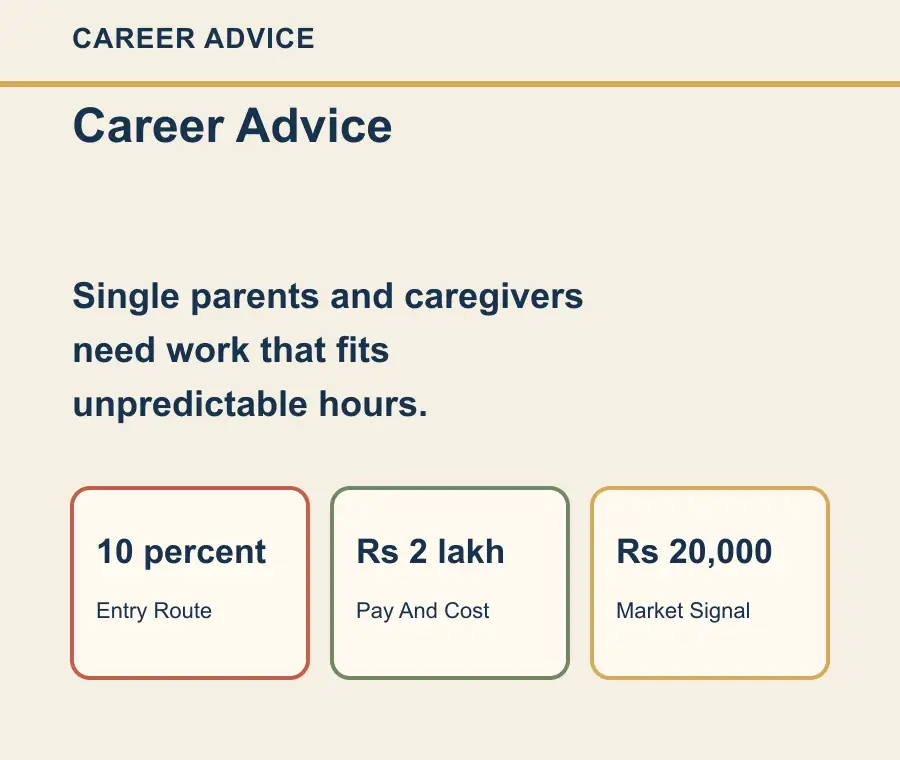 CAREER ADVICE
Career Advice
Single parents and caregivers
need work that fits
unpredictable hours.
10 percent
Entry Route
Rs 2 lakh
Pay And Cost
Rs 20,000
Market Signal